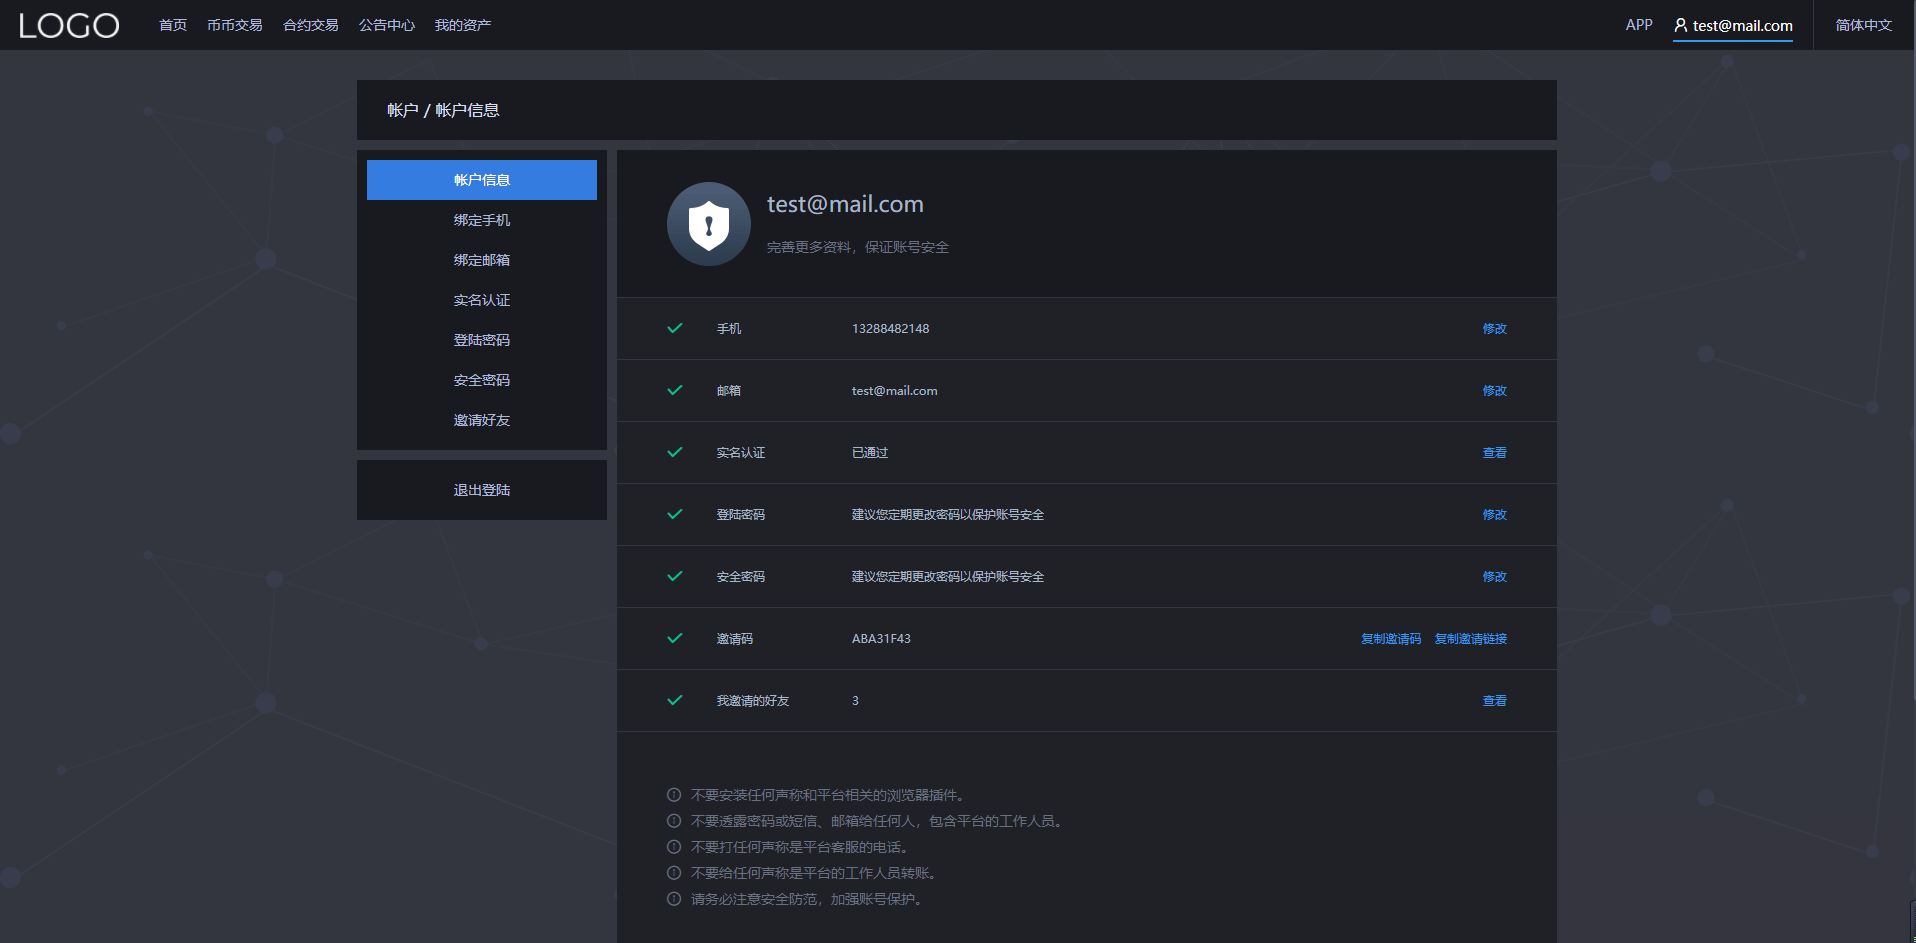 LOGO 首页 币币交易 合约交易 公告中心 我的资产 APP test@mail.com 简体中文
帐户 / 帐户信息
帐户信息
绑定手机
绑定邮箱
实名认证
登陆密码
安全密码
邀请好友
退出登陆
test@mail.com
完善更多资料，保证账号安全
手机 13288482148 修改
邮箱 test@mail.com 修改
实名认证 已通过 查看
登陆密码 建议您定期更改密码以保护账号安全 修改
安全密码 建议您定期更改密码以保护账号安全 修改
邀请码 ABA31F43 复制邀请码 复制邀请链接
我邀请的好友 3 查看
不要安装任何声称和平台相关的浏览器插件。
不要透露密码或短信、邮箱给任何人，包含平台的工作人员。
不要打任何声称是平台客服的电话。
不要给任何声称是平台的工作人员转账。
请务必注意安全防范，加强账号保护。